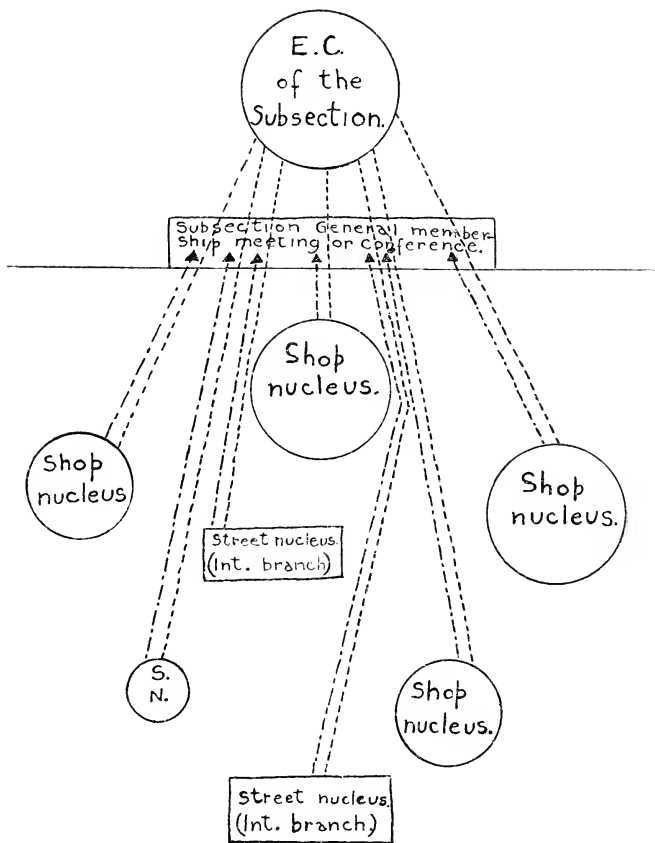 E.C.
of the
Subsection.
Subsection General member-
ship meeting or conference.
Shop
nucleus.
Shop
nucleus
Shop
nucleus.
Street nucleus.
(Int. branch)
S.
N.
Shop
nucleus.
Street nucleus.
(Int. branch.)